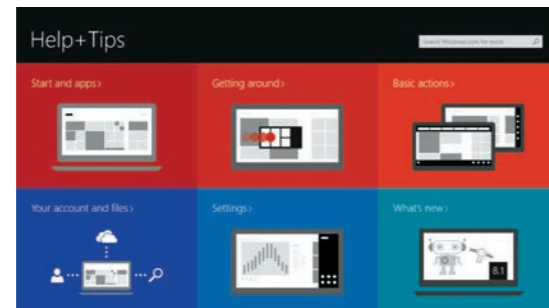 Help+Tips
Search Windows.com for more
Start and apps›
Getting around›
Basic actions›
Your account and files›
Settings›
What's new›
8.1